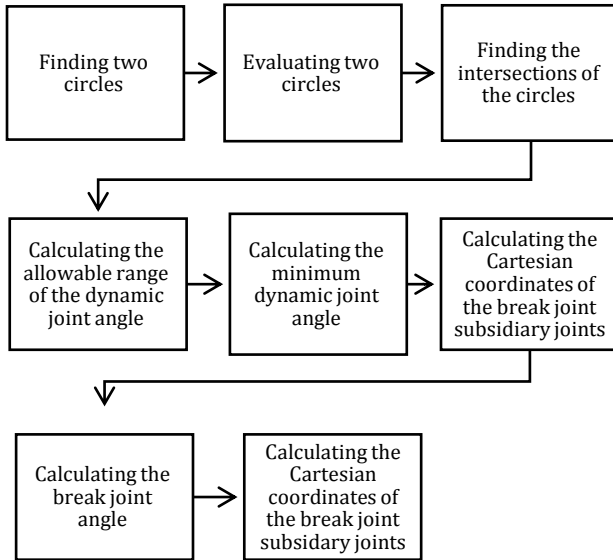 Finding two
circles
Evaluating two
circles
Finding the
intersections of
the circles
Calculating the
allowable range
of the dynamic
joint angle
Calculating the
minimum
dynamic joint
angle
Calculating the
Cartesian
coordinates of
the break joint
subsidiary joints
Calculating the
break joint
angle
Calculating the
Cartesian
coordinates of
the break joint
subsidary joints